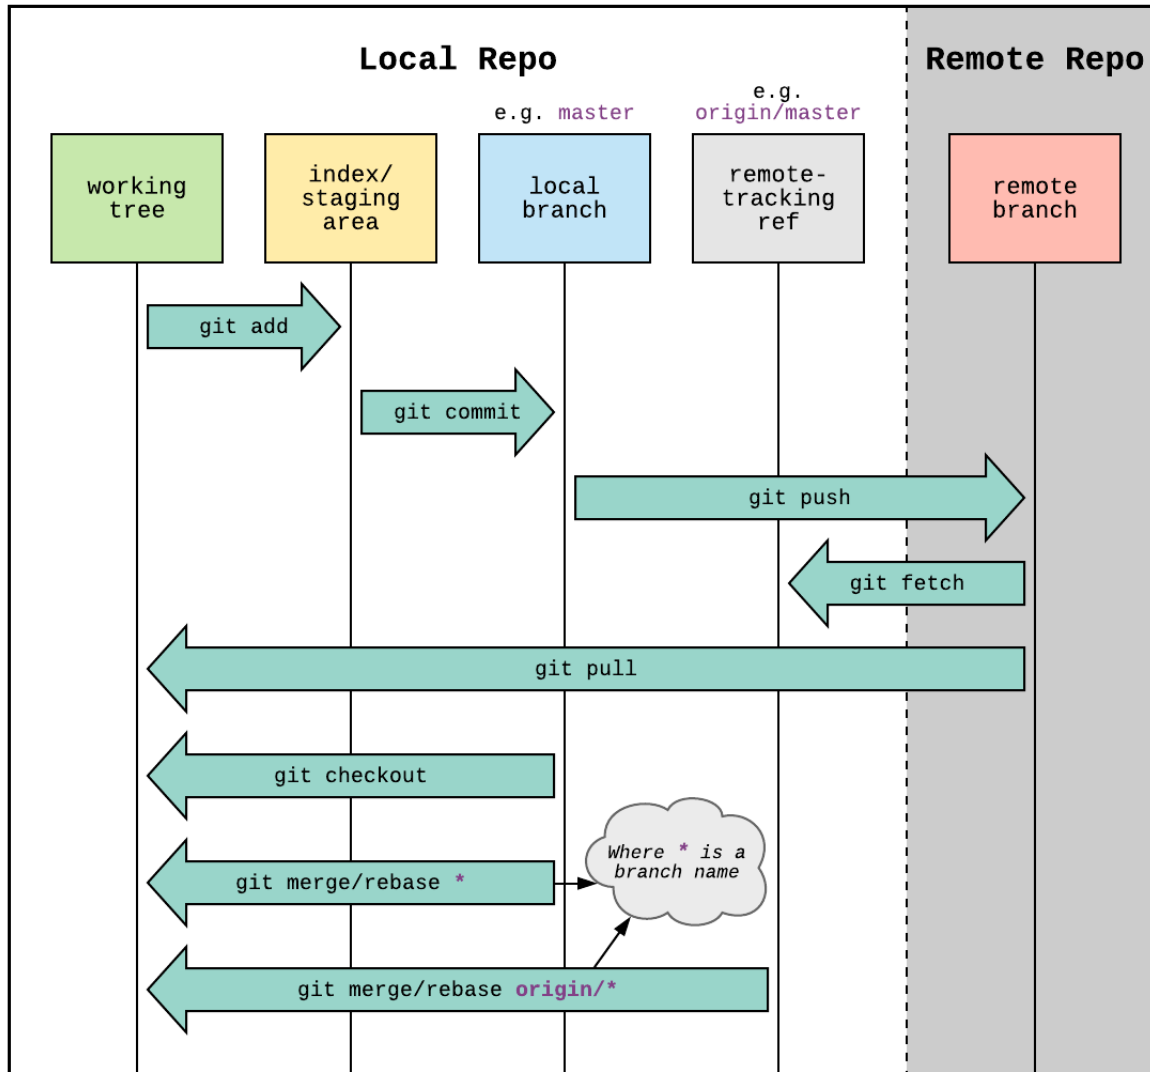 Local Repo
Remote Repo
e.g. master
e.g.
origin/master
working
tree
index/
staging
area
local
branch
remote-
tracking
ref
remote
branch
git add
git commit
git push
git fetch
git pull
git checkout
git merge/rebase *
Where * is a
branch name
git merge/rebase origin/*